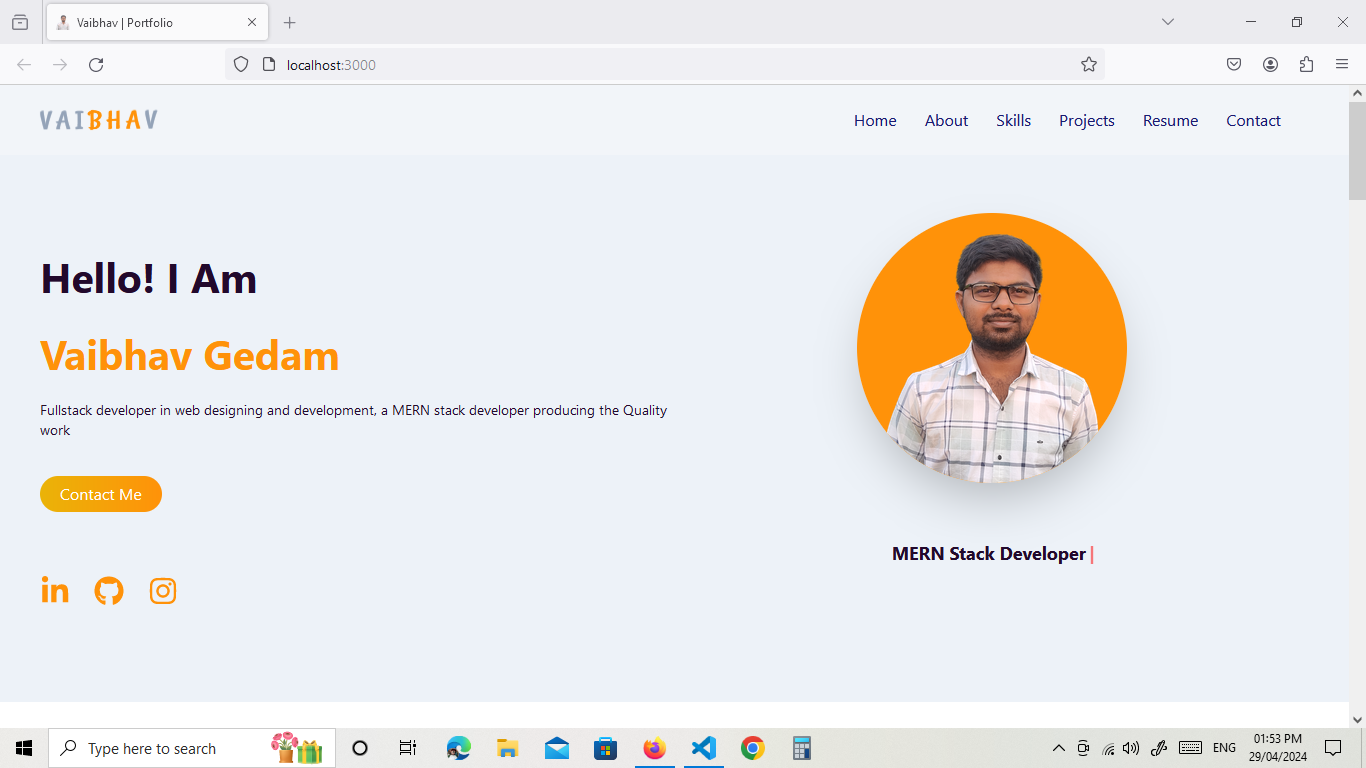 Vaibhav | Portfolio
localhost:3000
VAIBHAV
Home About Skills Projects Resume Contact
Hello! I Am
Vaibhav Gedam
Fullstack developer in web designing and development, a MERN stack developer producing the Quality
work
Contact Me
in
MERN Stack Developer |
Type here to search
ENG
01:53 PM
29/04/2024